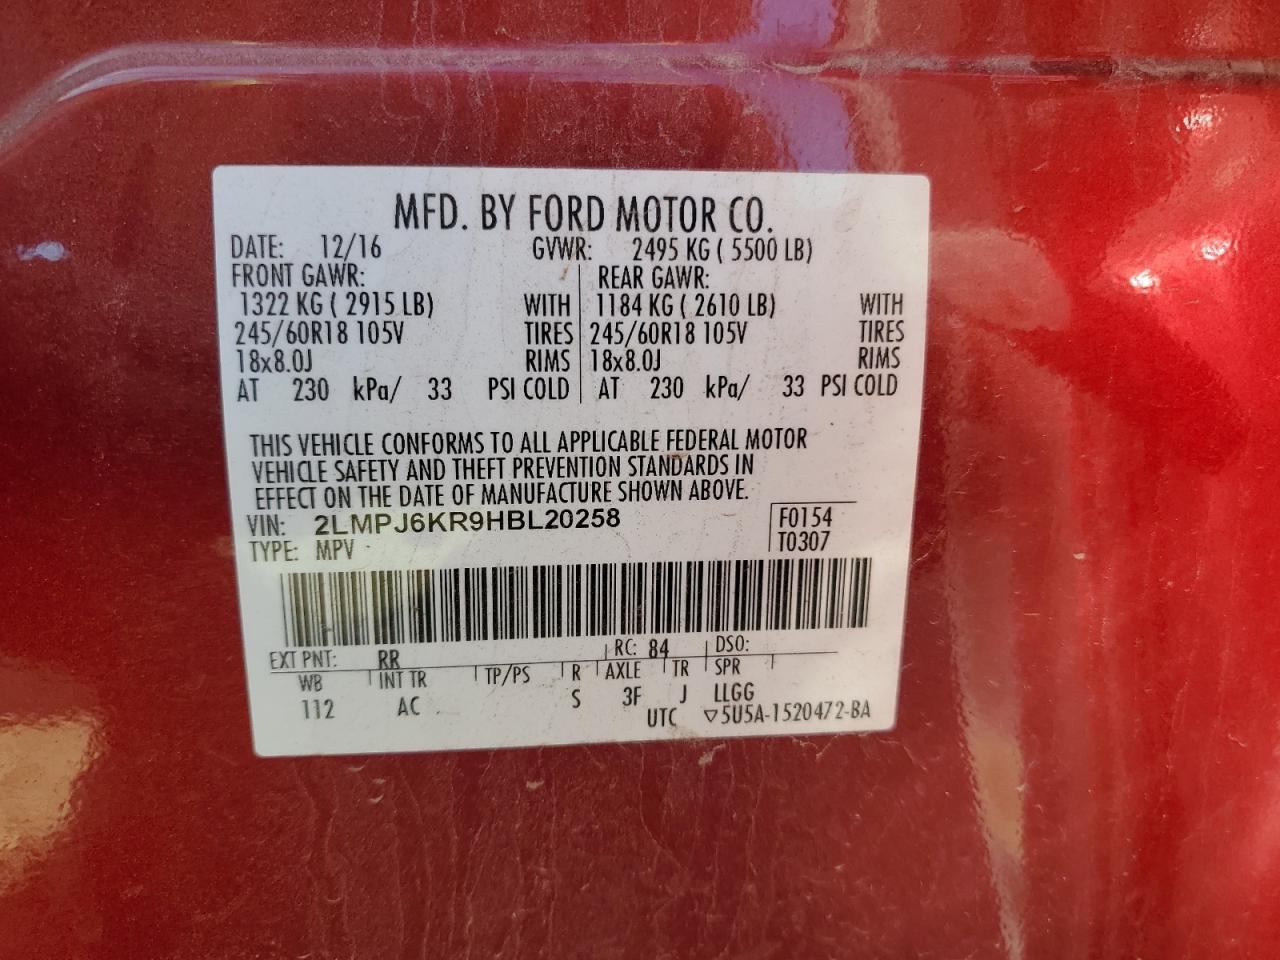 MFD. BY FORD MOTOR CO.
DATE: 12/16 GVWR: 2495 KG ( 5500 LB)
FRONT GAWR: REAR GAWR:
1322 KG ( 2915 LB) WITH 1184 KG ( 2610 LB) WITH
245/60R18 105V TIRES 245/60R18 105V TIRES
18x8.0J RIMS 18x8.0J RIMS
AT 230 kPa/ 33 PSI COLD AT 230 kPa/ 33 PSI COLD
THIS VEHICLE CONFORMS TO ALL APPLICABLE FEDERAL MOTOR
VEHICLE SAFETY AND THEFT PREVENTION STANDARDS IN
EFFECT ON THE DATE OF MANUFACTURE SHOWN ABOVE.
VIN: 2LMPJ6KR9HBL20258 F0154
TYPE: MPV T0307
EXT PNT: RR RC: 84 DSO:
WB INT TR TP/PS R AXLE TR SPR
112 AC S 3F J LLGG
UTC ▽5U5A-1520472-BA